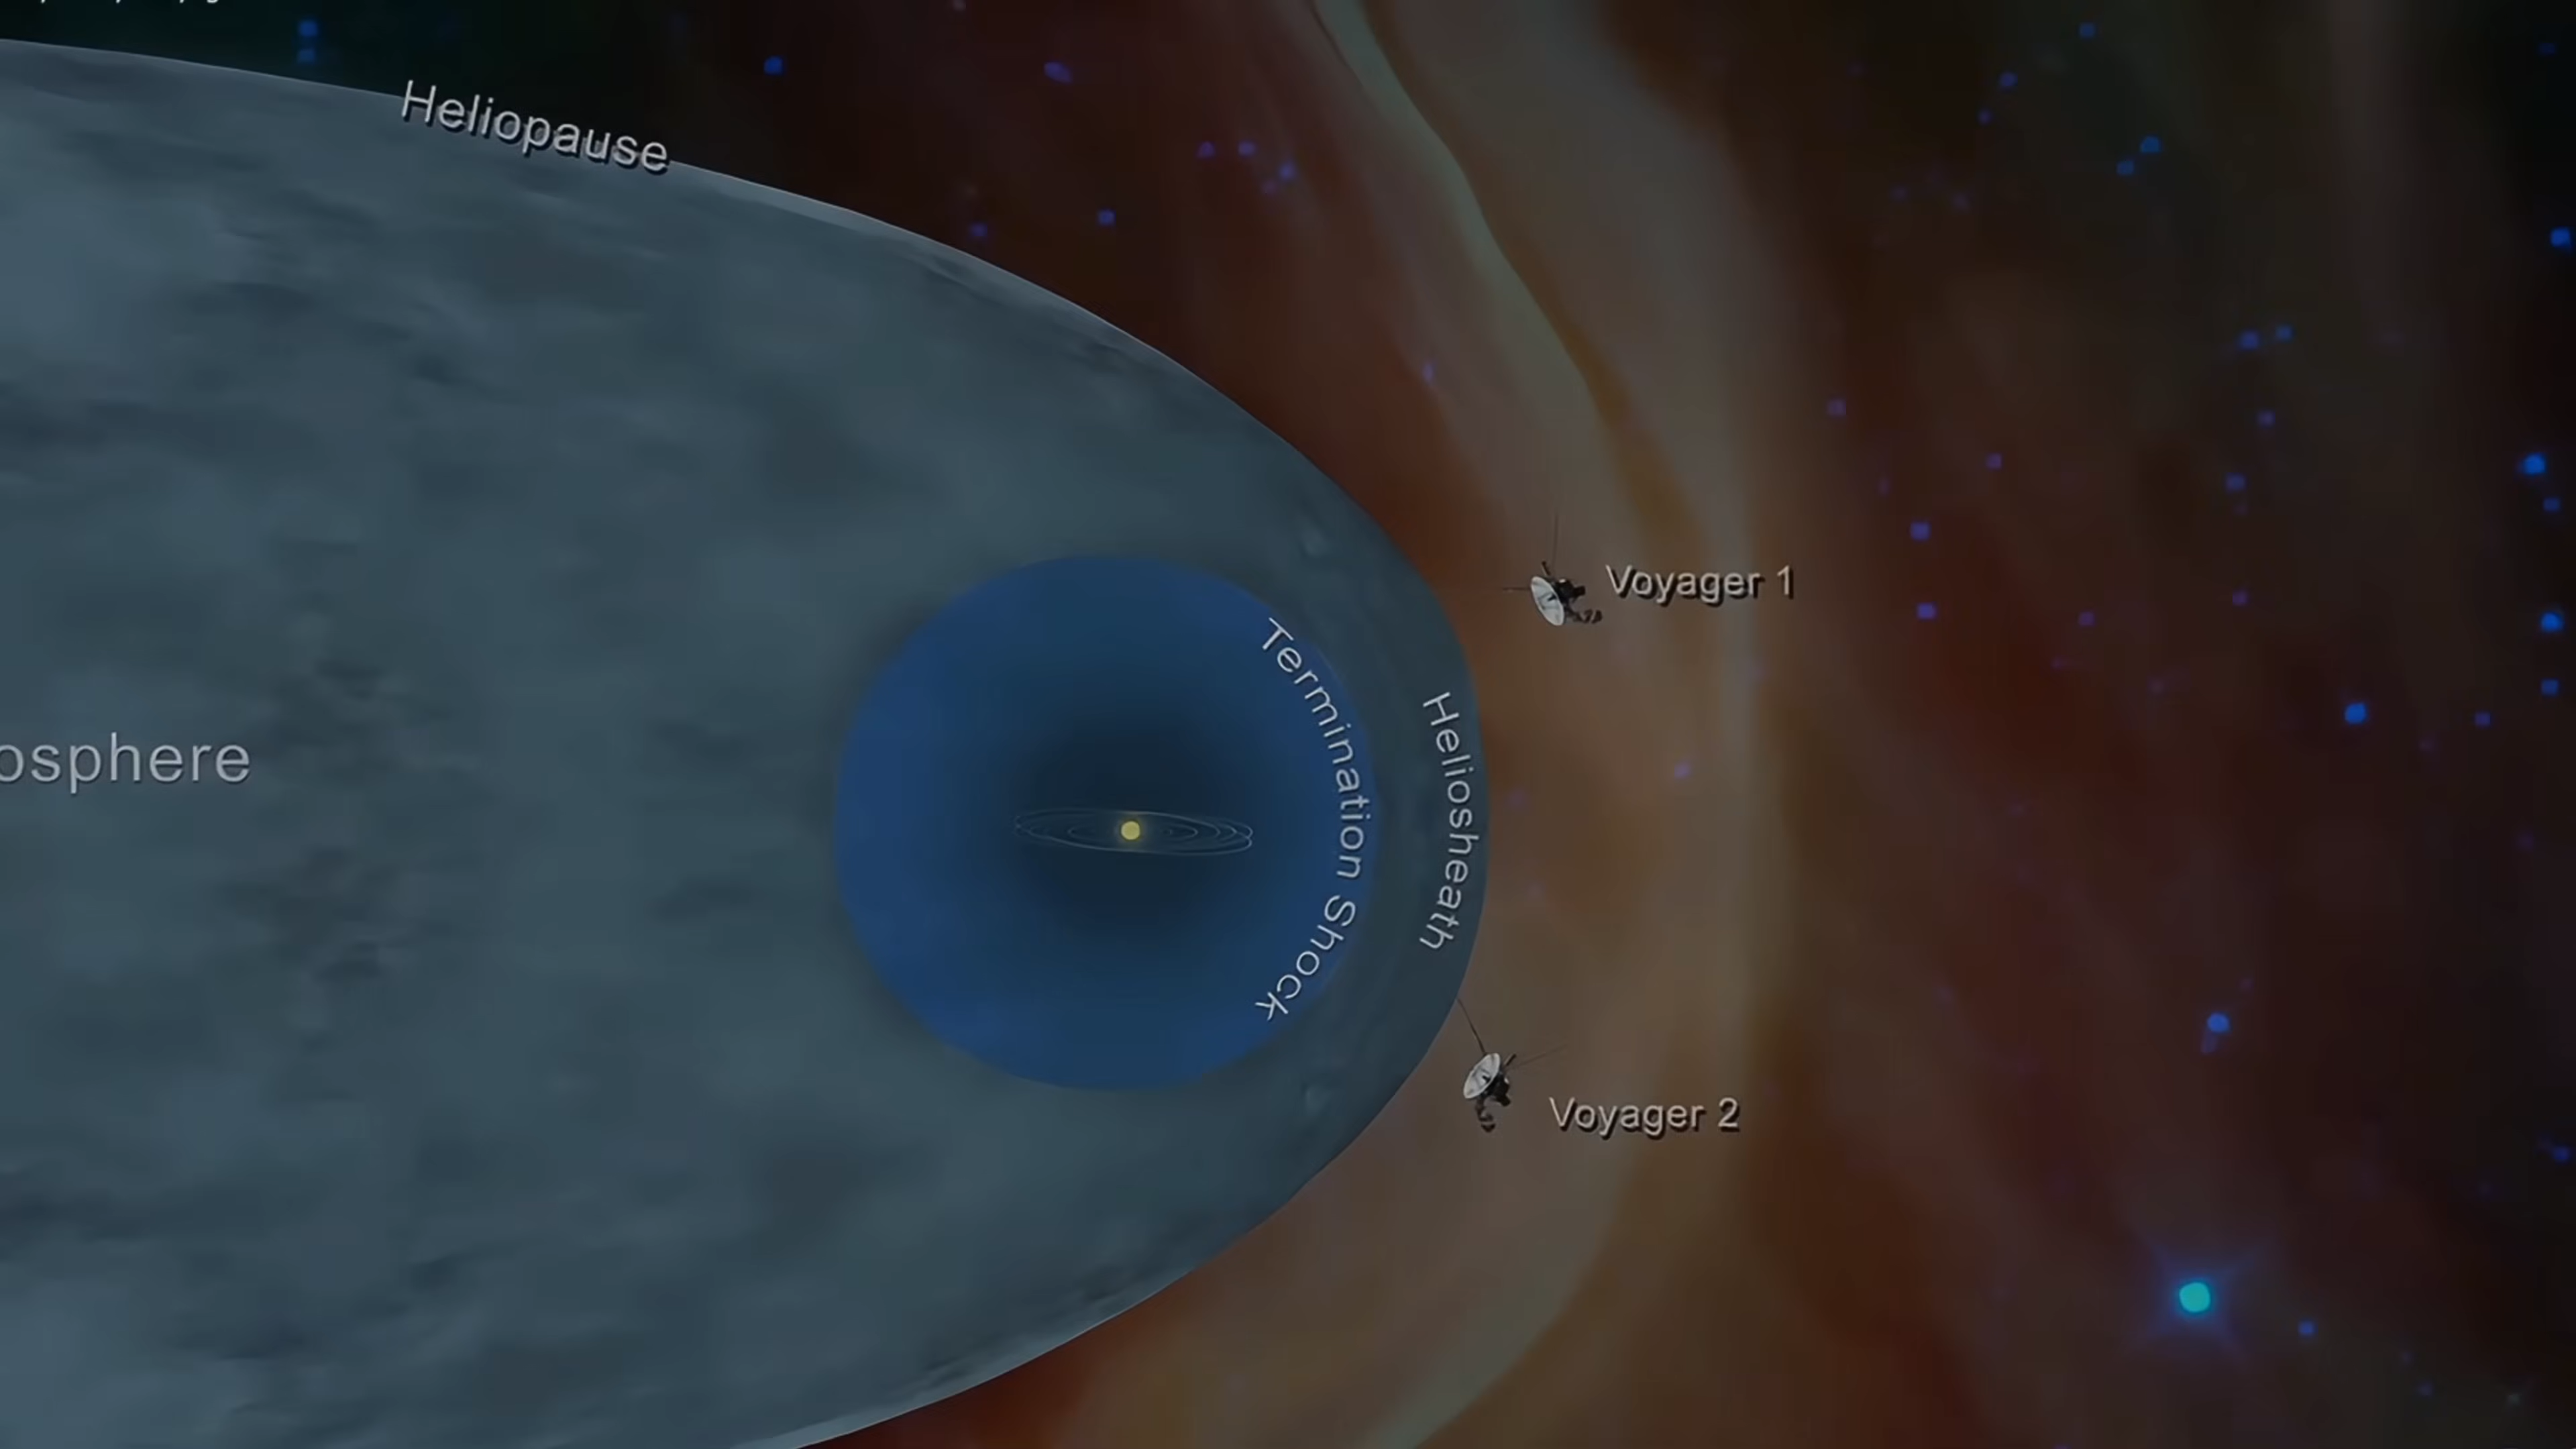 Heliopause
Voyager 1
Termination Shock
Heliosheath
osphere
Voyager 2